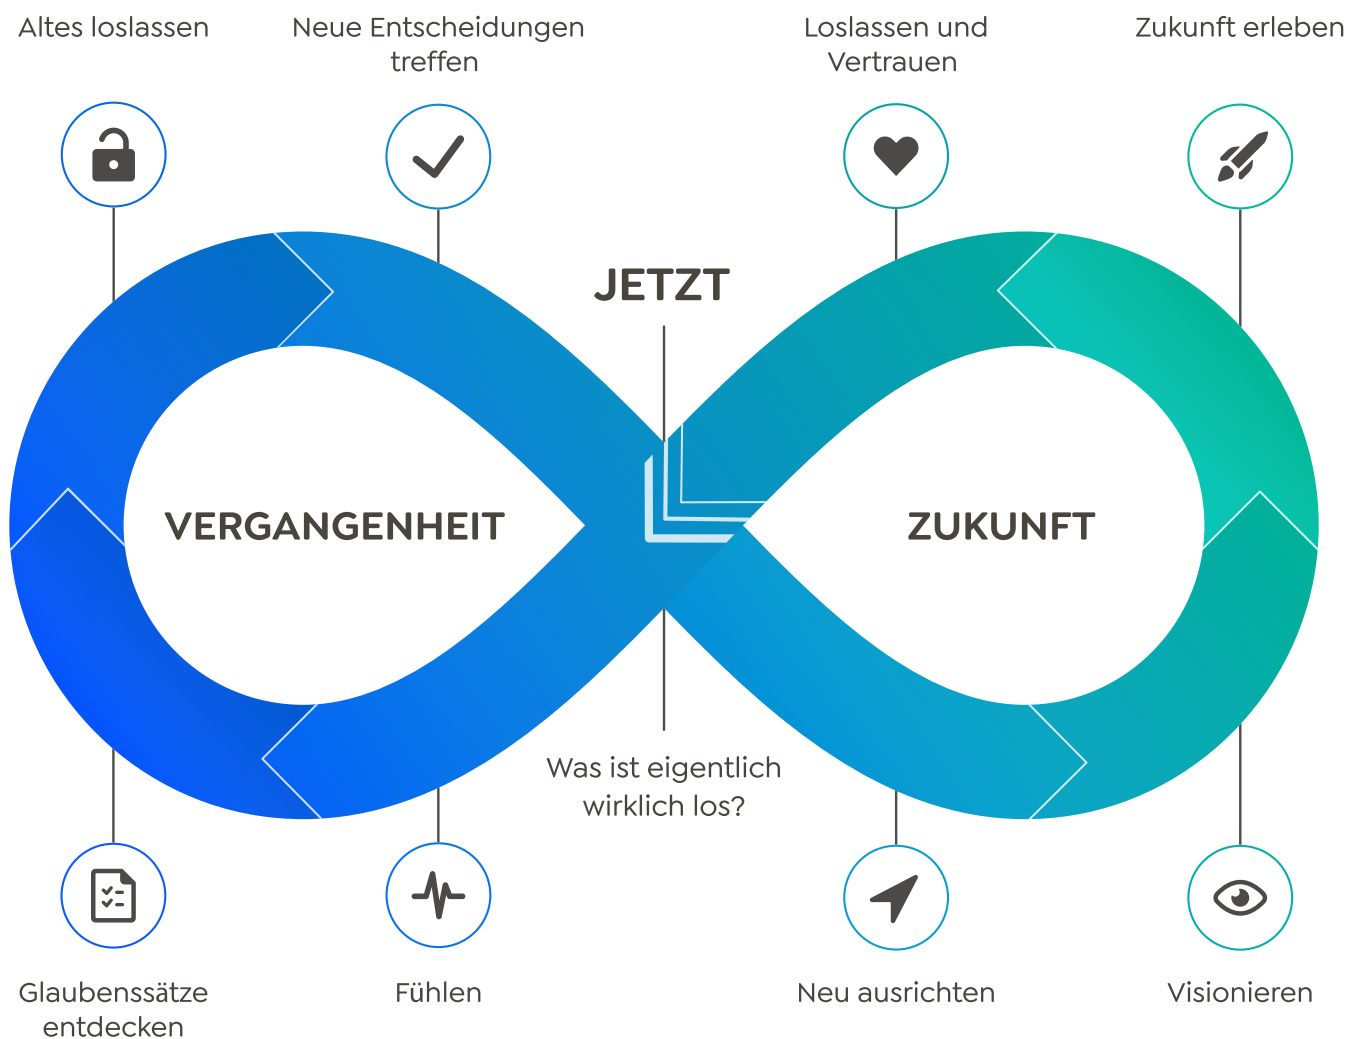 Altes loslassen
Neue Entscheidungen
treffen
Loslassen und
Vertrauen
Zukunft erleben
JETZT
VERGANGENHEIT
ZUKUNFT
Was ist eigentlich
wirklich los?
Glaubenssätze
entdecken
Fühlen
Neu ausrichten
Visionieren